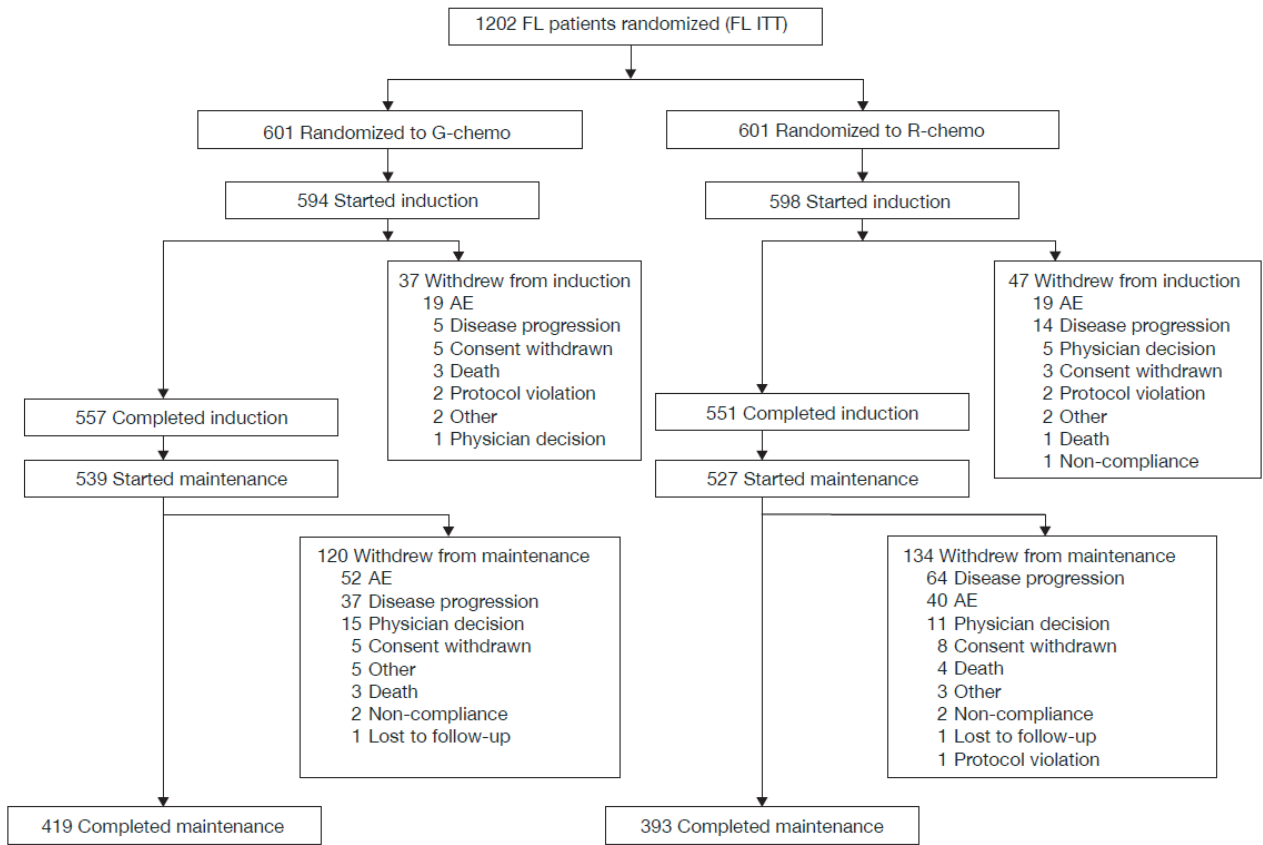 1202 FL patients randomized (FL ITT)
601 Randomized to G-chemo
601 Randomized to R-chemo
594 Started induction
598 Started induction
37 Withdrew from induction
19 AE
5 Disease progression
5 Consent withdrawn
3 Death
2 Protocol violation
2 Other
1 Physician decision
47 Withdrew from induction
19 AE
14 Disease progression
5 Physician decision
3 Consent withdrawn
2 Protocol violation
2 Other
1 Death
1 Non-compliance
557 Completed induction
551 Completed induction
539 Started maintenance
527 Started maintenance
120 Withdrew from maintenance
52 AE
37 Disease progression
15 Physician decision
5 Consent withdrawn
5 Other
3 Death
2 Non-compliance
1 Lost to follow-up
134 Withdrew from maintenance
64 Disease progression
40 AE
11 Physician decision
8 Consent withdrawn
4 Death
3 Other
2 Non-compliance
1 Lost to follow-up
1 Protocol violation
419 Completed maintenance
393 Completed maintenance